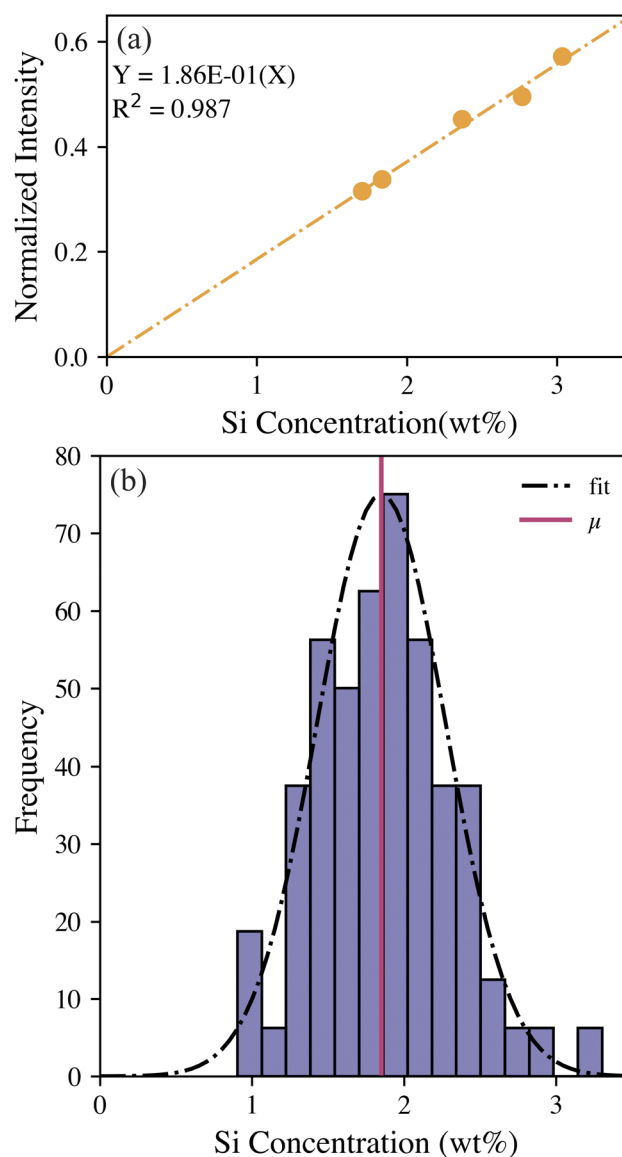 (a)
Y = 1.86E-01(X)
R² = 0.987
0.6
0.4
0.2
0.0
Normalized Intensity
0 1 2 3
Si Concentration(wt%)
(b)
fit
μ
80
70
60
50
40
30
20
10
0
Frequency
0 1 2 3
Si Concentration (wt%)